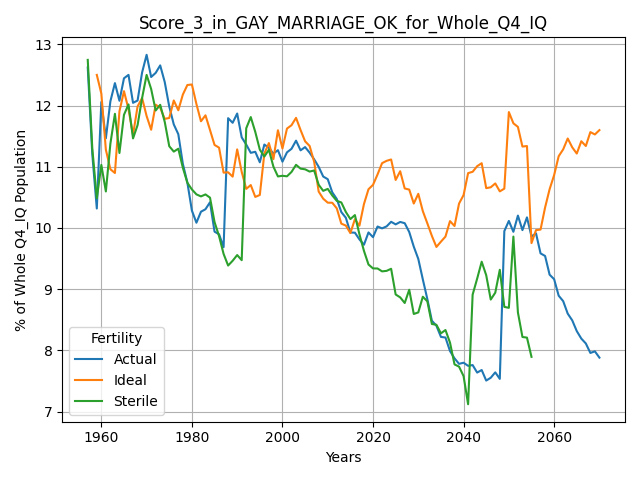 Score_3_in_GAY_MARRIAGE_OK_for_Whole_Q4_IQ
% of Whole Q4_IQ Population
13
12
11
10
9
8
7
Fertility
Actual
Ideal
Sterile
1960 1980 2000 2020 2040 2060
Years